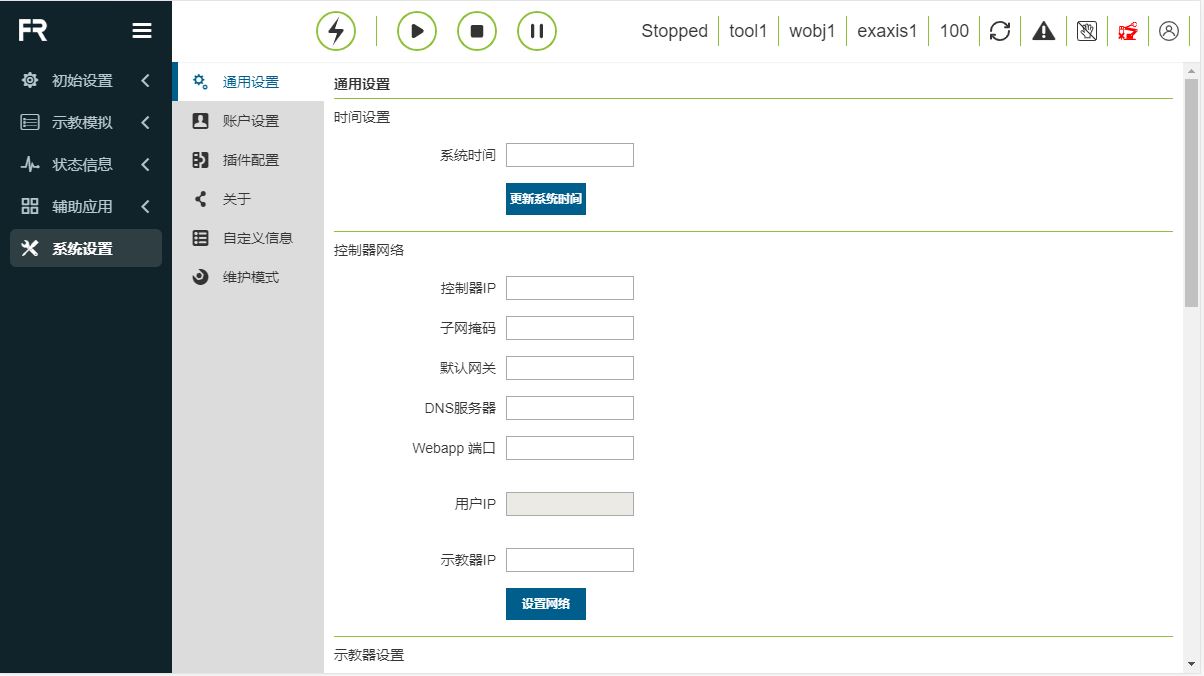 FR
Stopped tool1 wobj1 exaxis1 100
初始设置
示教模拟
状态信息
辅助应用
系统设置
通用设置
账户设置
插件配置
关于
自定义信息
维护模式
通用设置
时间设置
系统时间
更新系统时间
控制器网络
控制器IP
子网掩码
默认网关
DNS服务器
Webapp 端口
用户IP
示教器IP
设置网络
示教器设置